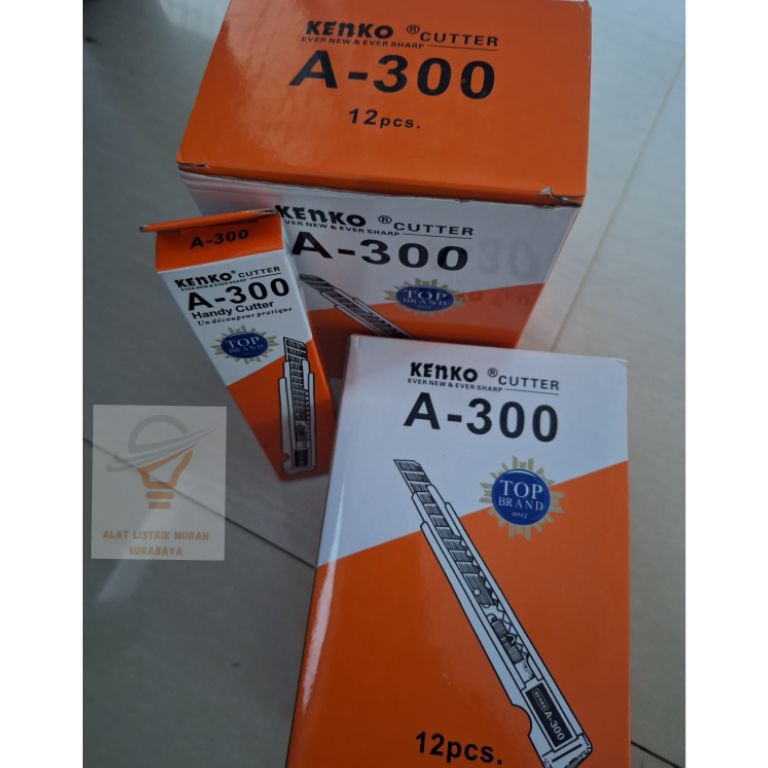 KENKO ® CUTTER
EVER NEW & EVER SHARP
A-300
12pcs.
KENKO ® CUTTER
EVER NEW & EVER SHARP
A-300
TOP
BRAND
A-300
KENKO® CUTTER
EVER NEW & EVER SHARP
A-300
Handy Cutter
Un découpeur pratique
TOP
BRAND
KENKO ® CUTTER
EVER NEW & EVER SHARP
A-300
TOP
BRAND
2012
KENKO A-300
12pcs.
ALAT LISTRIK MURAH
SURABAYA